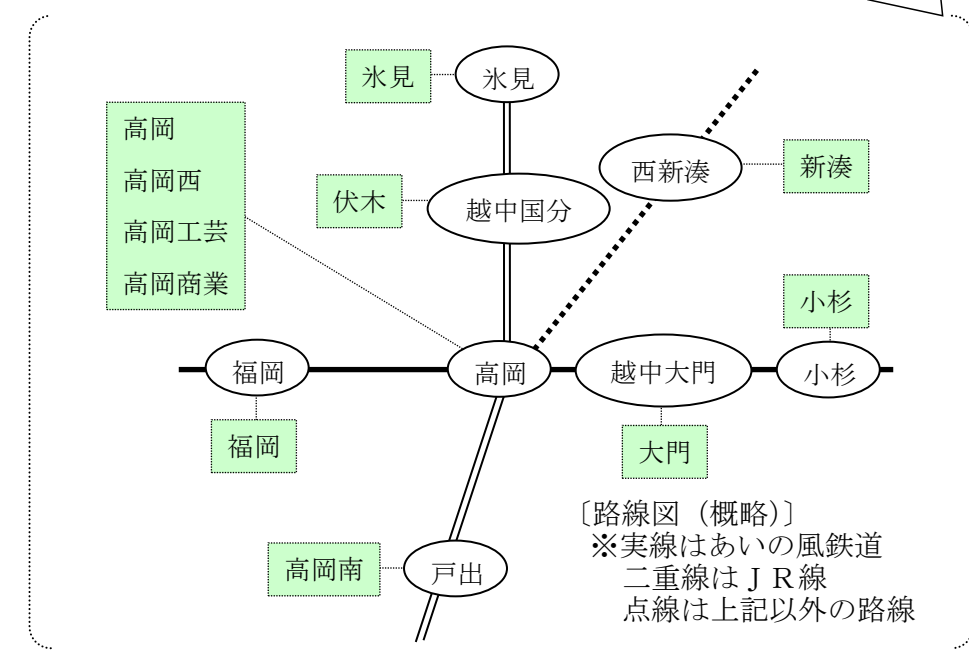 氷見
氷見
高岡
高岡西
高岡工芸
高岡商業
西新湊
新湊
伏木
越中国分
小杉
福岡
高岡
越中大門
小杉
福岡
大門
〔路線図（概略）〕
※実線はあいの風鉄道
二重線はＪＲ線
点線は上記以外の路線
高岡南
戸出